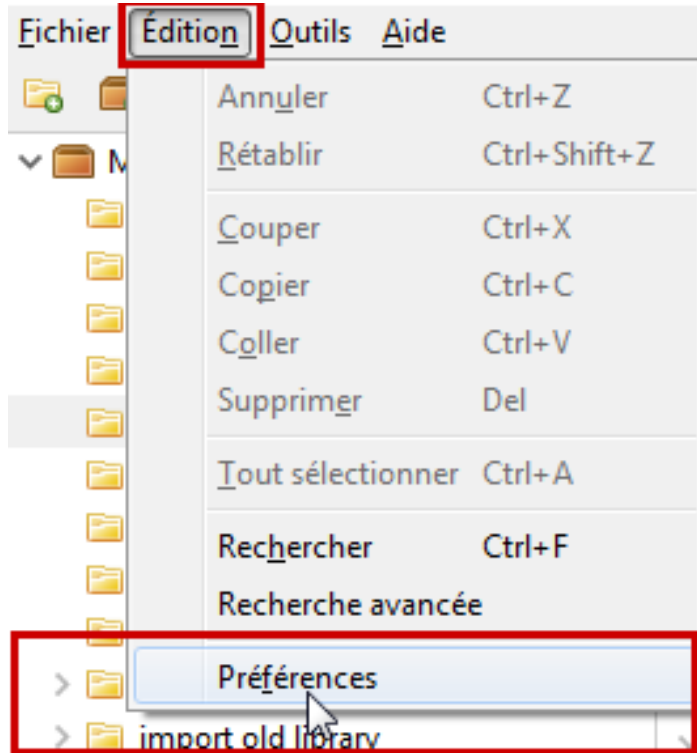 Fichier Édition Outils Aide
Annuler Ctrl+Z
M
Rétablir Ctrl+Shift+Z
Couper Ctrl+X
Copier Ctrl+C
Coller Ctrl+V
Supprimer Del
Tout sélectionner Ctrl+A
Rechercher Ctrl+F
Recherche avancée
Préférences
import old library